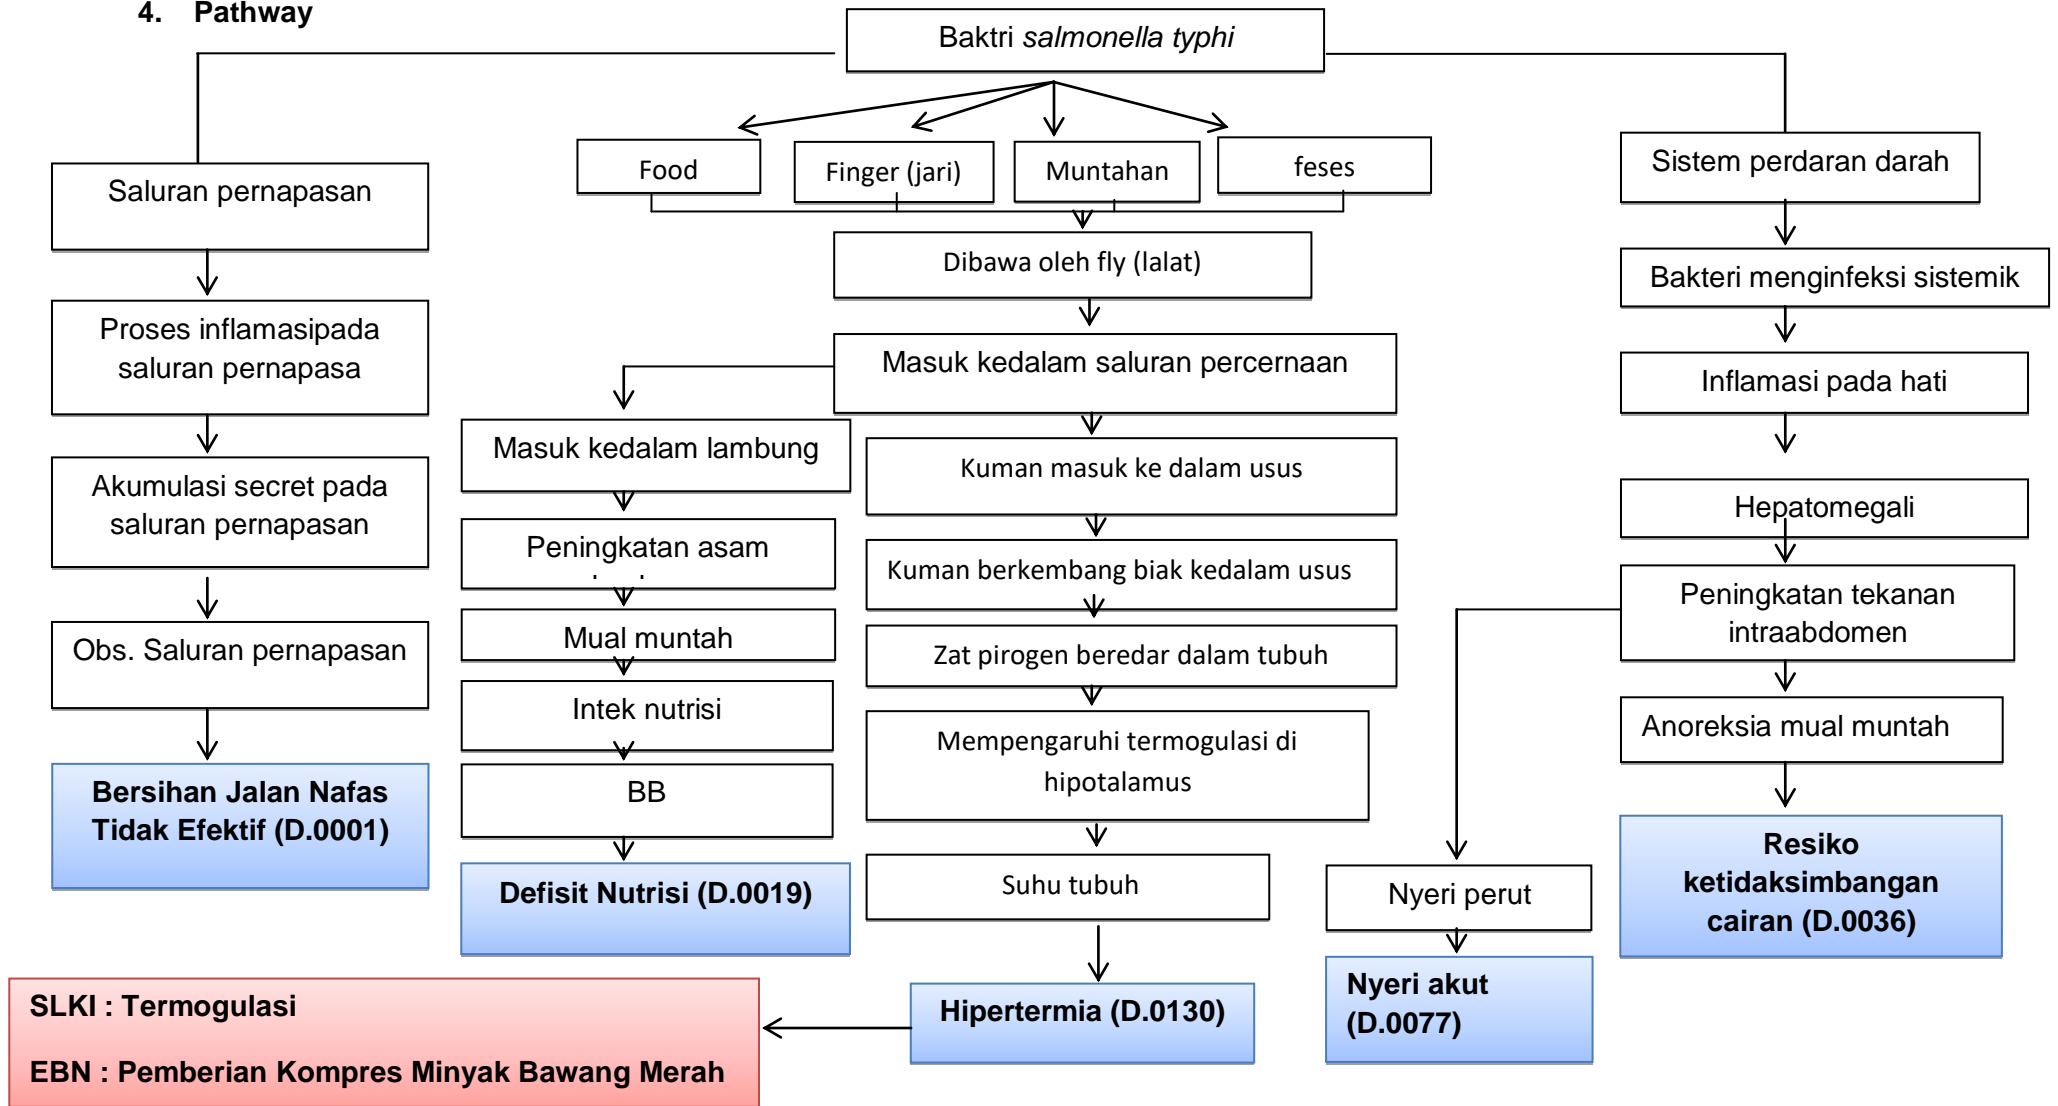 4. Pathway
Baktri salmonella typhi
Food
Finger (jari)
Muntahan
feses
Dibawa oleh fly (lalat)
Masuk kedalam saluran percernaan
Saluran pernapasan
Proses inflamasipada
saluran pernapasa
Akumulasi secret pada
saluran pernapasan
Obs. Saluran pernapasan
Bersihan Jalan Nafas
Tidak Efektif (D.0001)
Masuk kedalam lambung
Peningkatan asam
Mual muntah
Intek nutrisi
BB
Defisit Nutrisi (D.0019)
Kuman masuk ke dalam usus
Kuman berkembang biak kedalam usus
Zat pirogen beredar dalam tubuh
Mempengaruhi termogulasi di
hipotalamus
Suhu tubuh
Hipertermia (D.0130)
SLKI : Termogulasi
EBN : Pemberian Kompres Minyak Bawang Merah
Sistem perdaran darah
Bakteri menginfeksi sistemik
Inflamasi pada hati
Hepatomegali
Peningkatan tekanan
intraabdomen
Anoreksia mual muntah
Resiko
ketidaksimbangan
cairan (D.0036)
Nyeri perut
Nyeri akut
(D.0077)